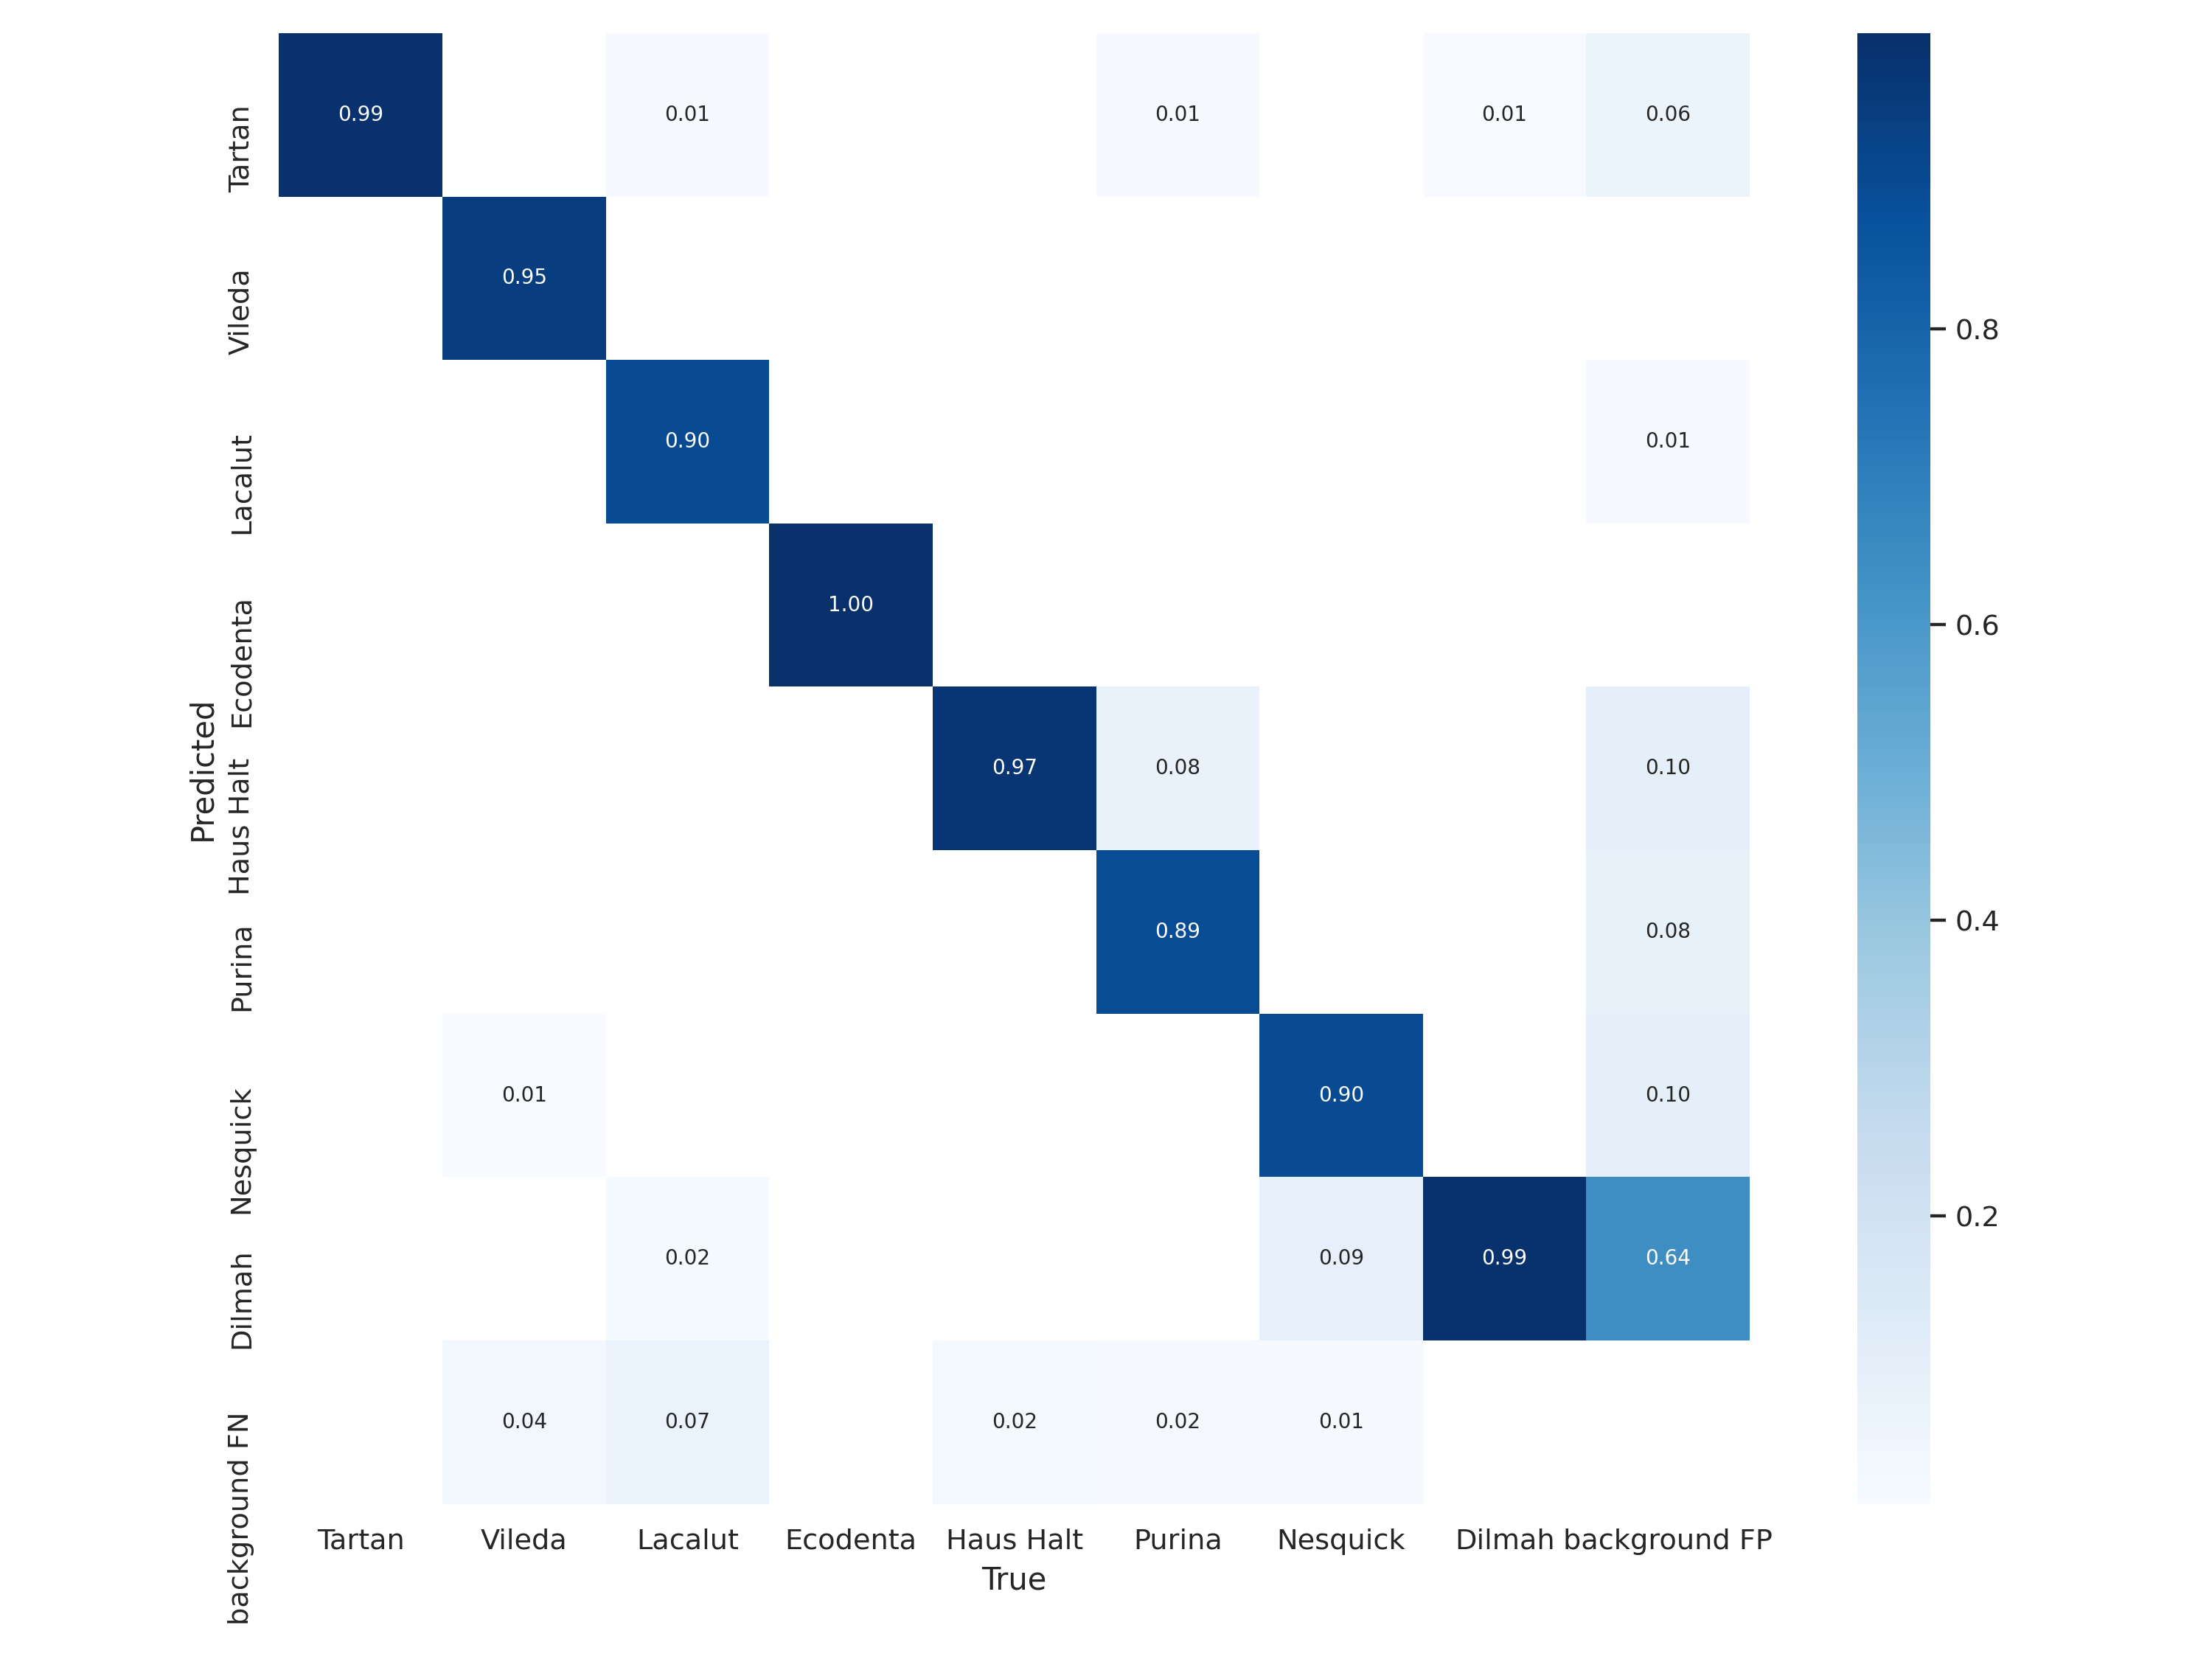 Tartan 0.99 0.01 0.01 0.01 0.06
Vileda 0.95
0.8
Lacalut 0.90 0.01
Ecodenta 1.00
0.6
Predicted
Haus Halt 0.97 0.08 0.10
Purina 0.89 0.08
0.4
Nesquick 0.01 0.90 0.10
Dilmah 0.02 0.09 0.99 0.64
0.2
background FN 0.04 0.07 0.02 0.02 0.01
Tartan Vileda Lacalut Ecodenta Haus Halt Purina Nesquick Dilmah background FP
True